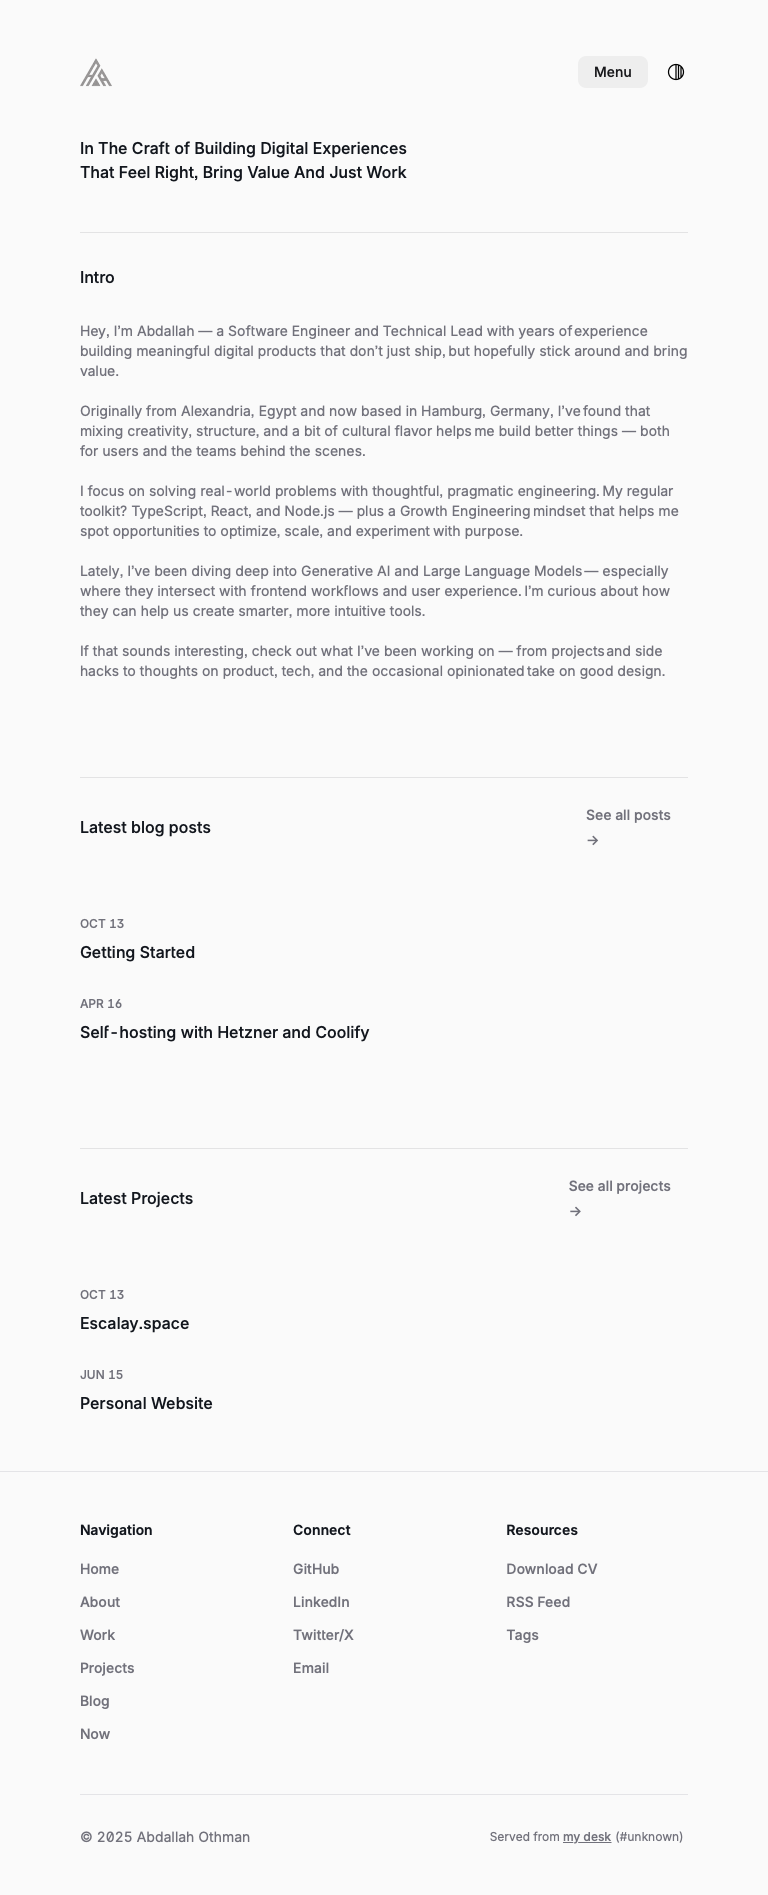 Menu
In The Craft of Building Digital Experiences
That Feel Right, Bring Value And Just Work
Intro
Hey, I'm Abdallah — a Software Engineer and Technical Lead with years of experience
building meaningful digital products that don't just ship, but hopefully stick around and bring
value.
Originally from Alexandria, Egypt and now based in Hamburg, Germany, I've found that
mixing creativity, structure, and a bit of cultural flavor helps me build better things — both
for users and the teams behind the scenes.
I focus on solving real-world problems with thoughtful, pragmatic engineering. My regular
toolkit? TypeScript, React, and Node.js — plus a Growth Engineering mindset that helps me
spot opportunities to optimize, scale, and experiment with purpose.
Lately, I've been diving deep into Generative AI and Large Language Models — especially
where they intersect with frontend workflows and user experience. I'm curious about how
they can help us create smarter, more intuitive tools.
If that sounds interesting, check out what I've been working on — from projects and side
hacks to thoughts on product, tech, and the occasional opinionated take on good design.
Latest blog posts
See all posts
→
OCT 13
Getting Started
APR 16
Self-hosting with Hetzner and Coolify
Latest Projects
See all projects
→
OCT 13
Escalay.space
JUN 15
Personal Website
Navigation
Home
About
Work
Projects
Blog
Now
Connect
GitHub
LinkedIn
Twitter/X
Email
Resources
Download CV
RSS Feed
Tags
© 2025 Abdallah Othman
Served from my desk (#unknown)